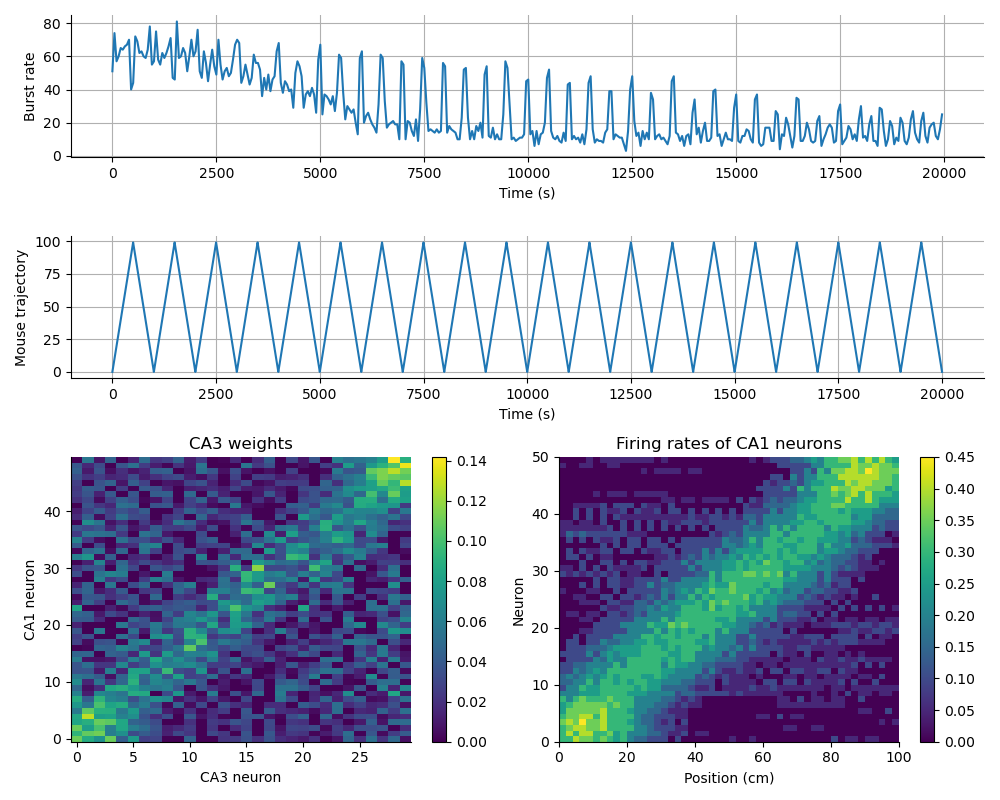 80
60
40
20
0
Burst rate
0 2500 5000 7500 10000 12500 15000 17500 20000
Time (s)
100
75
50
25
0
Mouse trajectory
0 2500 5000 7500 10000 12500 15000 17500 20000
Time (s)
CA3 weights
40
30
20
10
0
CA1 neuron
0 5 10 15 20 25
CA3 neuron
0.14
0.12
0.10
0.08
0.06
0.04
0.02
0.00
Firing rates of CA1 neurons
50
40
30
20
10
0
Neuron
0 20 40 60 80 100
Position (cm)
0.45
0.40
0.35
0.30
0.25
0.20
0.15
0.10
0.05
0.00